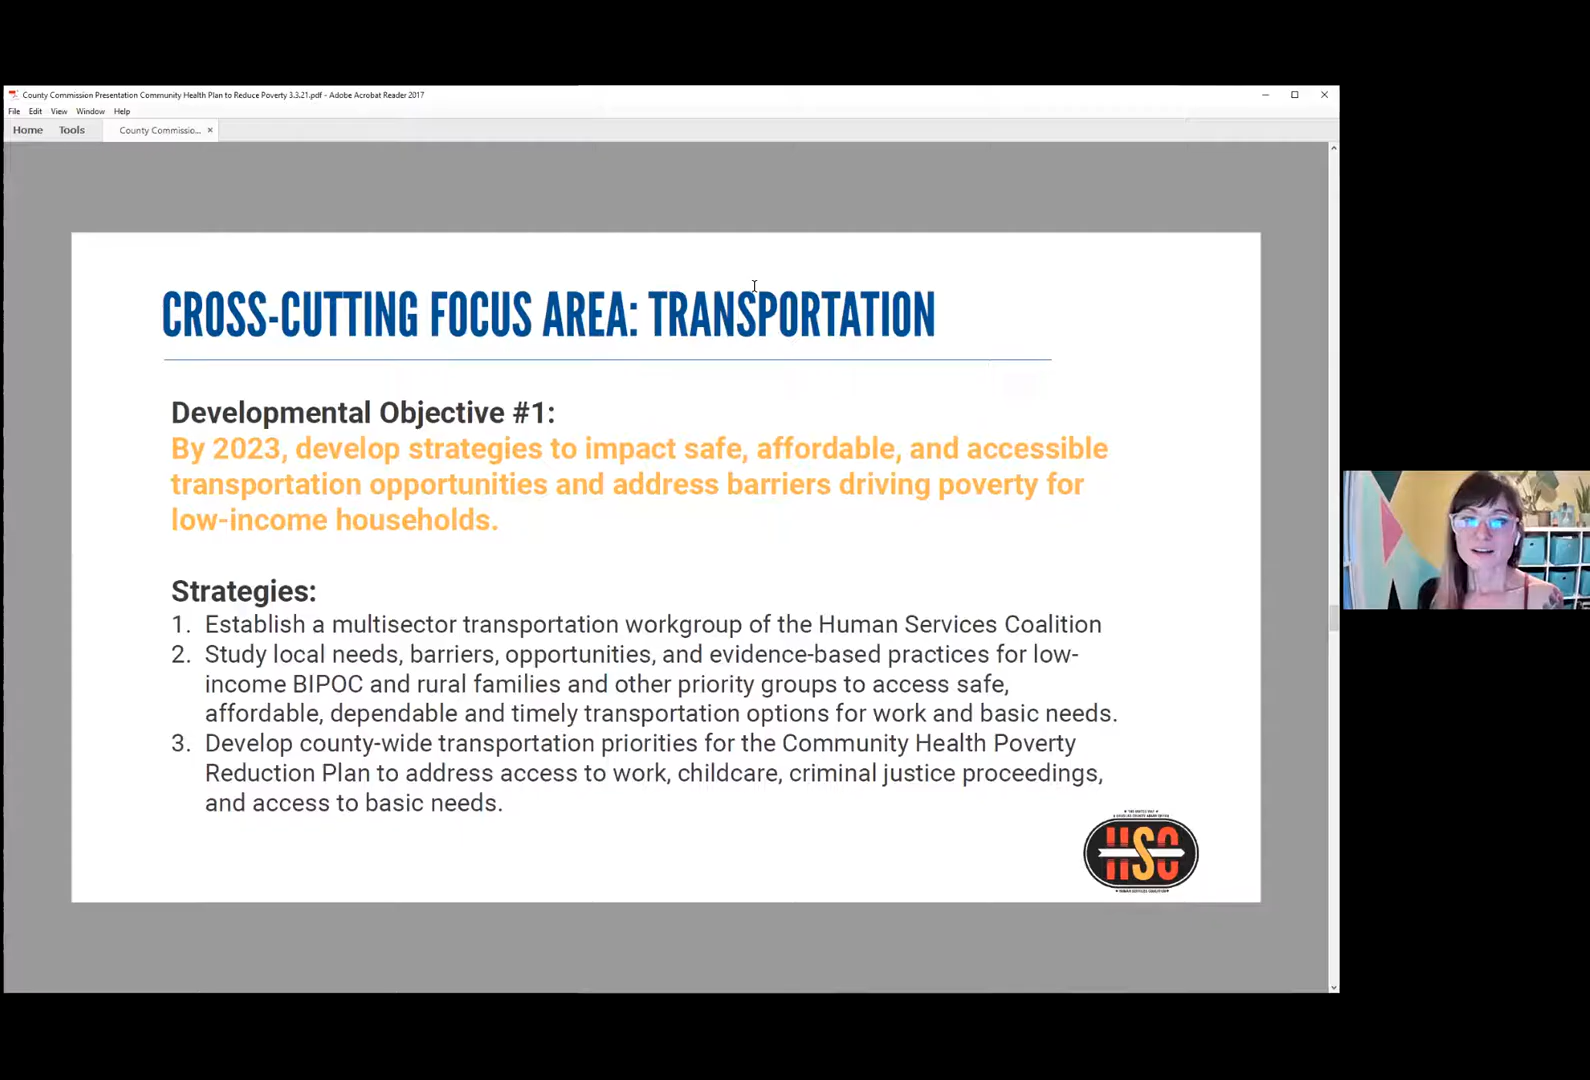 County Commission Presentation Community Health Plan to Reduce Poverty 3.3.21.pdf - Adobe Acrobat Reader 2017
File Edit View Window Help
Home Tools County Commissio... ×
CROSS-CUTTING FOCUS AREA: TRANSPORTATION
Developmental Objective #1:
By 2023, develop strategies to impact safe, affordable, and accessible
transportation opportunities and address barriers driving poverty for
low-income households.
Strategies:
1. Establish a multisector transportation workgroup of the Human Services Coalition
2. Study local needs, barriers, opportunities, and evidence-based practices for low-
income BIPOC and rural families and other priority groups to access safe,
affordable, dependable and timely transportation options for work and basic needs.
3. Develop county-wide transportation priorities for the Community Health Poverty
Reduction Plan to address access to work, childcare, criminal justice proceedings,
and access to basic needs.
HSC